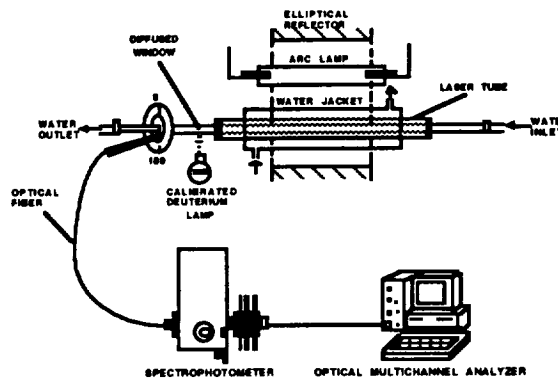 ELLIPTICAL
REFLECTOR
DIFFUSED
WINDOW
ARC LAMP
WATER JACKET
LASER TUBE
WATER
OUTLET
0
180
WATER
INLET
CALIBRATED
DEUTERIUM
LAMP
OPTICAL
FIBER
SPECTROPHOTOMETER
OPTICAL MULTICHANNEL ANALYZER